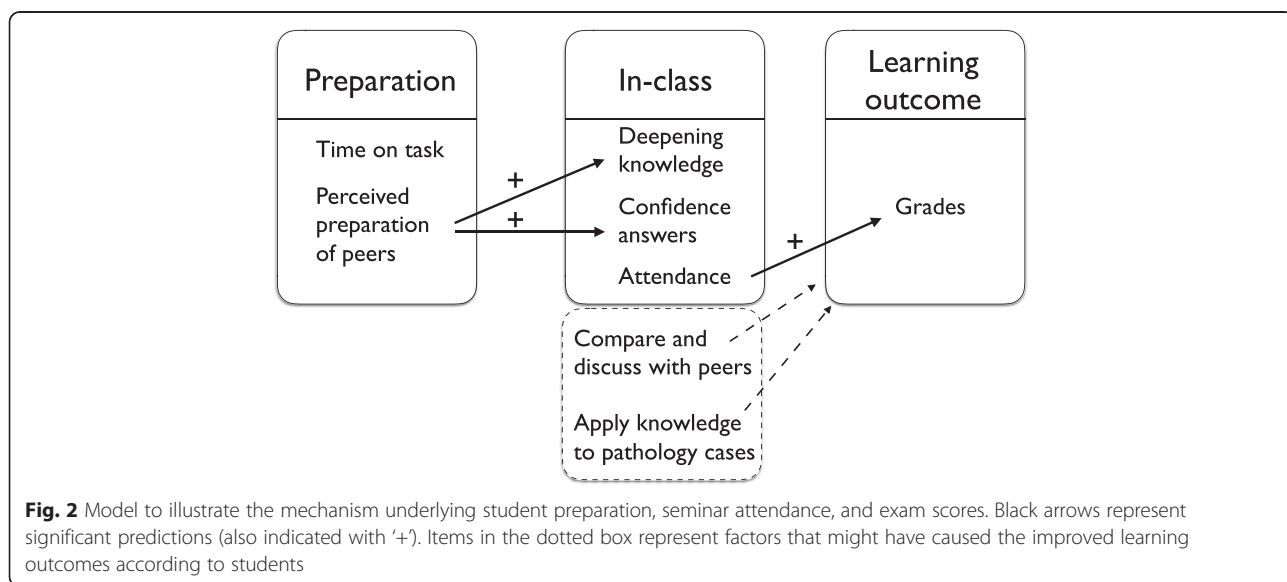 Preparation
Time on task
Perceived
preparation
of peers
+
+
In-class
Deepening
knowledge
Confidence
answers
Attendance
+
Compare and
discuss with peers
Apply knowledge
to pathology cases
Learning
outcome
Grades
Fig. 2 Model to illustrate the mechanism underlying student preparation, seminar attendance, and exam scores. Black arrows represent
significant predictions (also indicated with ‘+’). Items in the dotted box represent factors that might have caused the improved learning
outcomes according to students